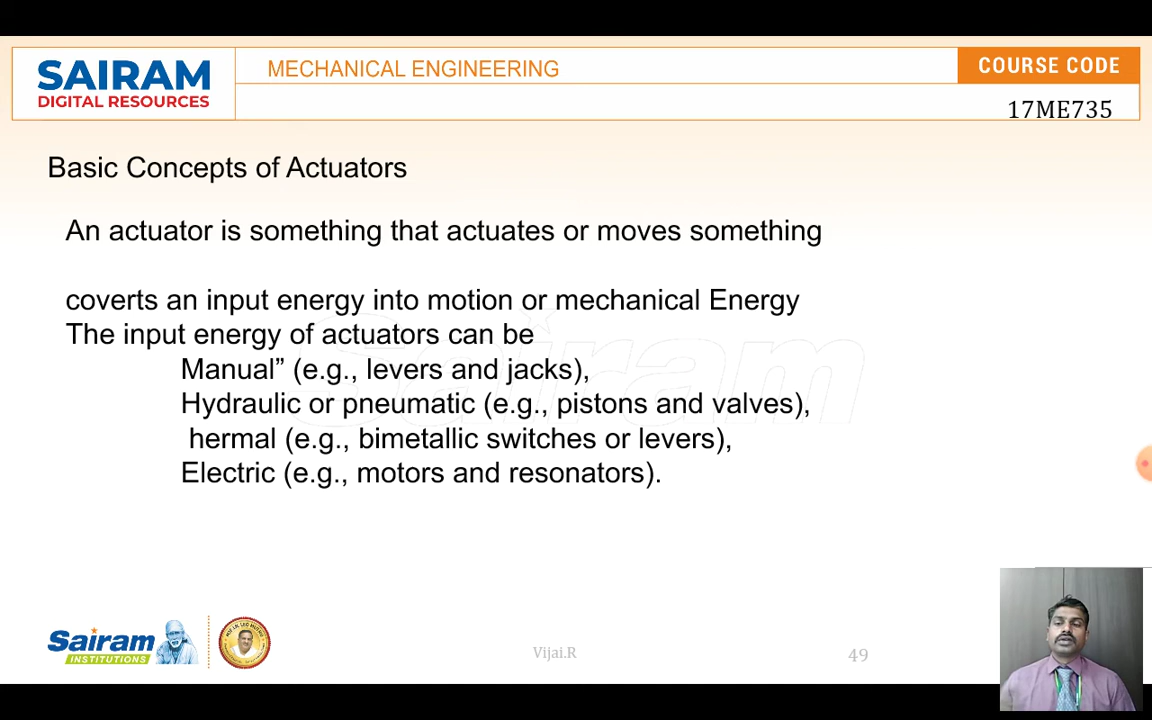 SAIRAM
DIGITAL RESOURCES
MECHANICAL ENGINEERING
COURSE CODE
17ME735
Basic Concepts of Actuators
An actuator is something that actuates or moves something
coverts an input energy into motion or mechanical Energy
The input energy of actuators can be
Manual” (e.g., levers and jacks),
Hydraulic or pneumatic (e.g., pistons and valves),
hermal (e.g., bimetallic switches or levers),
Electric (e.g., motors and resonators).
Sairam
Sairam
INSTITUTIONS
Vijai.R
49